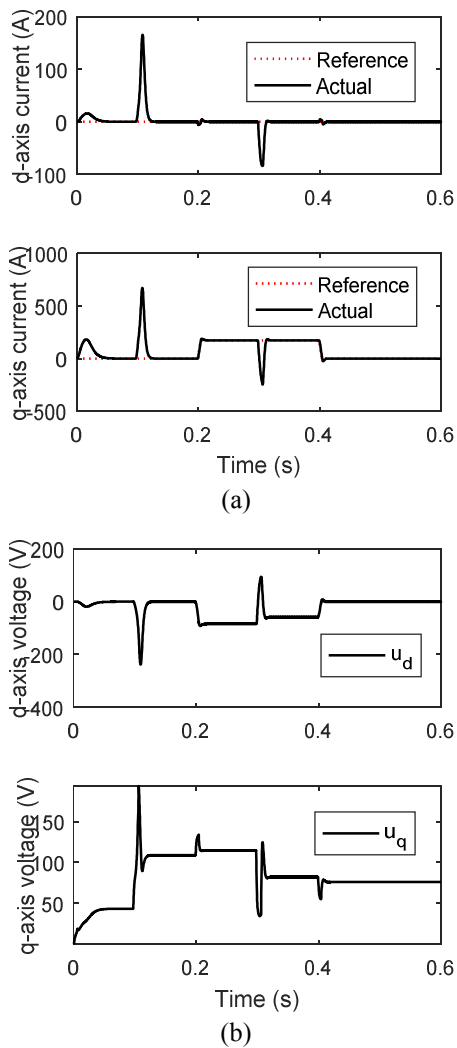 200
100
0
-100
d-axis current (A)
Reference
Actual
0 0.2 0.4 0.6
1000
500
0
-500
q-axis current (A)
Reference
Actual
0 0.2 0.4 0.6
Time (s)
(a)
200
0
-200
-400
d-axis voltage (V)
u_d
0 0.2 0.4 0.6
150
100
50
q-axis voltage (V)
u_q
0 0.2 0.4 0.6
Time (s)
(b)